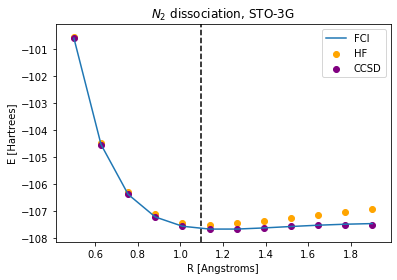 N₂ dissociation, STO-3G
FCI
HF
CCSD
E [Hartrees]
−101
−102
−103
−104
−105
−106
−107
−108
0.6
0.8
1.0
1.2
1.4
1.6
1.8
R [Angstroms]